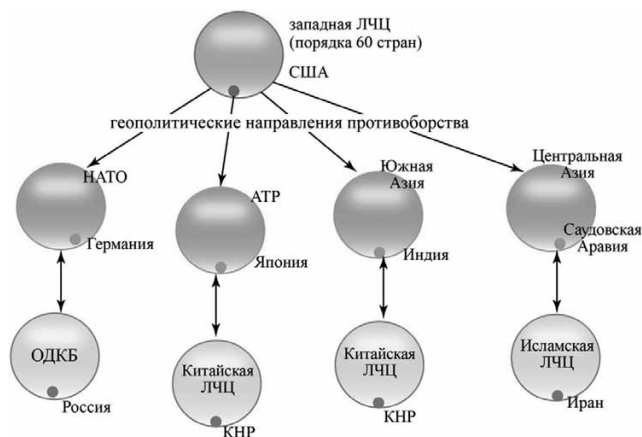 западная ЛЧЦ
(порядка 60 стран)
США
геополитические направления противоборства
НАТО
Германия
АТР
Япония
Южная
Азия
Индия
Центральная
Азия
Саудовская
Аравия
ОДКБ
Россия
Китайская
ЛЧЦ
КНР
Китайская
ЛЧЦ
КНР
Исламская
ЛЧЦ
Иран